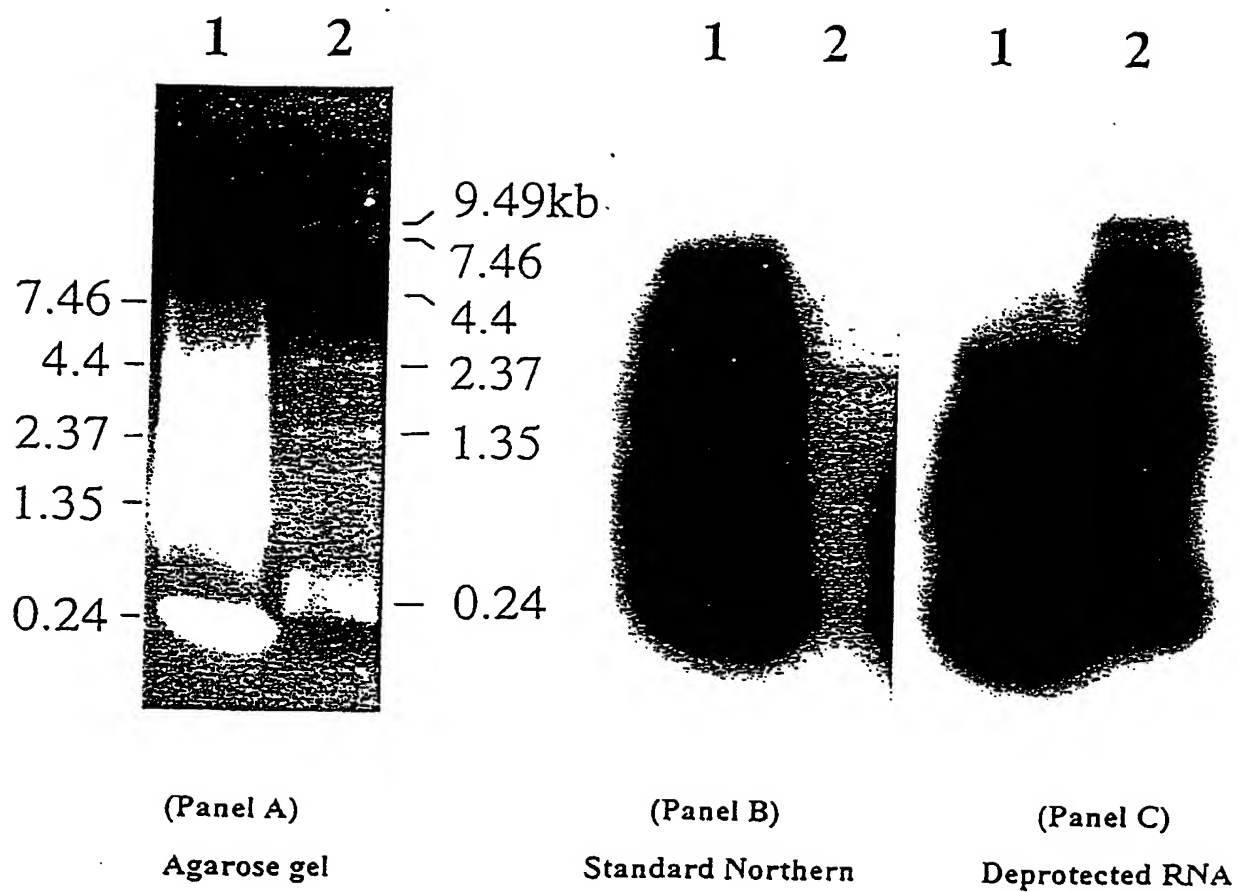 1 2
1 2
1 2
7.46
4.4
2.37
1.35
0.24
9.49kb
7.46
4.4
2.37
1.35
0.24
(Panel A)
Agarose gel
(Panel B)
Standard Northern
(Panel C)
Deprotected RNA